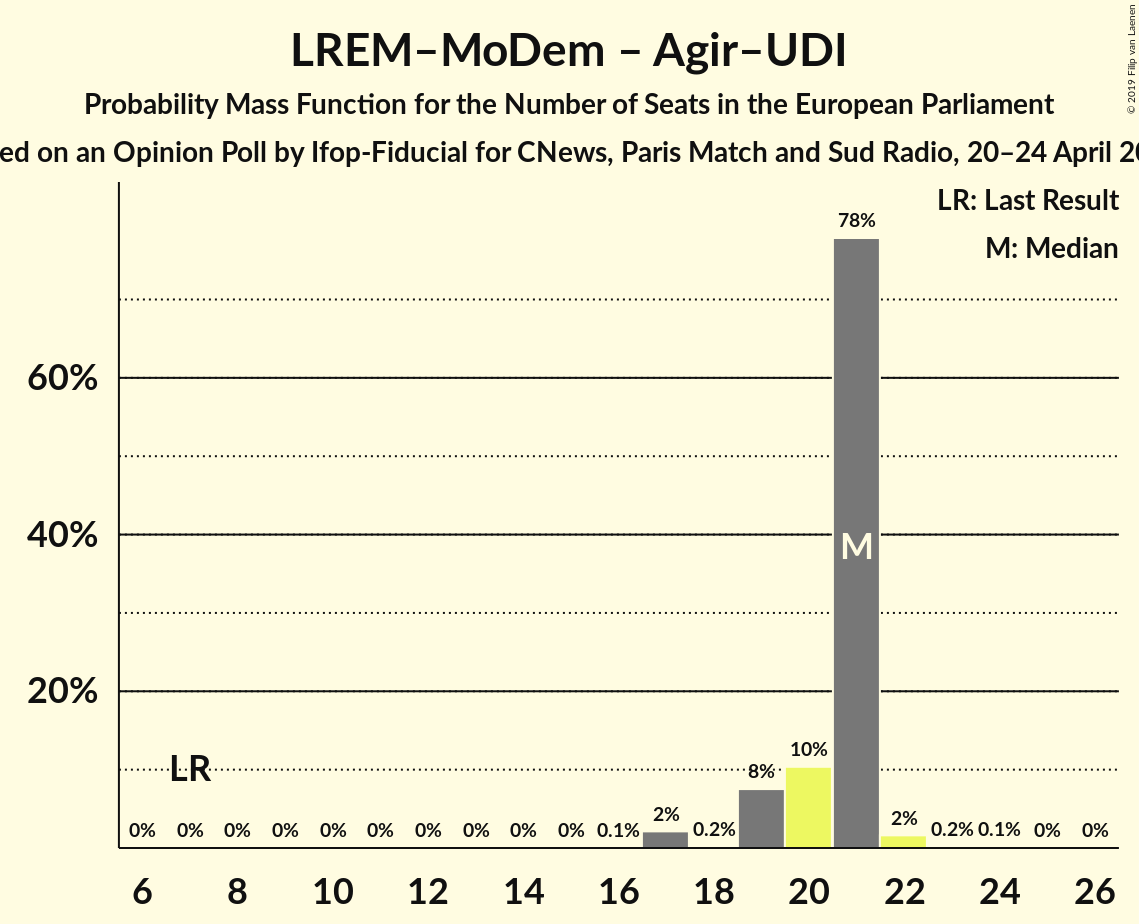 LREM–MoDem – Agir–UDI
Probability Mass Function for the Number of Seats in the European Parliament
on an Opinion Poll by Ifop-Fiducial for CNews, Paris Match and Sud Radio, 20–24 April
© 2019 Filip van Laenen
LR: Last Result
M: Median
78%
60%
40%
M
20%
LR
10%
8%
0% 0% 0% 0% 0% 0% 0% 0% 0% 0% 0.1% 2% 0.2% 2% 0.2% 0.1% 0% 0%
6 8 10 12 14 16 18 20 22 24 26